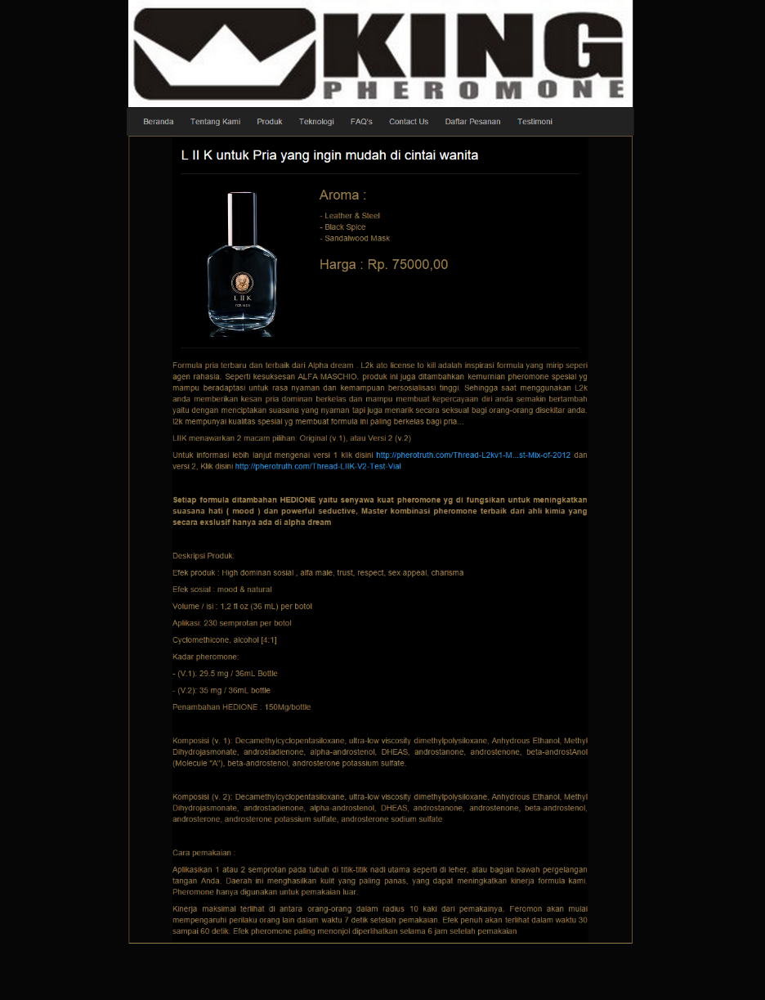 KING
PHEROMONE
Beranda Tentang Kami Produk Teknologi FAQ's Contact Us Daftar Pesanan Testimoni
L II K untuk Pria yang ingin mudah di cintai wanita
Aroma :
- Leather & Steel
- Black Spice
- Sandalwood Mask
Harga : Rp. 75000,00
L II K
FOR MEN
Formula pria terbaru dan terbaik dari Alpha dream . L2k ato license to kill adalah inspirasi formula yang mirip seperi
agen rahasia. Seperti kesuksesan ALFA MASCHIO. produk ini juga ditambahkan kemurnian pheromone spesial yg
mampu beradaptasi untuk rasa nyaman dan kemampuan bersosialisasi tinggi. Sehingga saat menggunakan L2k
anda memberikan kesan pria dominan berkelas dan mampu membuat kepercayaan diri anda semakin bertambah
yaitu dengan menciptakan suasana yang nyaman tapi juga menarik secara seksual bagi orang-orang disekitar anda.
l2k mempunyai kualitas spesial yg membuat formula ini paling berkelas bagi pria...
LIIK menawarkan 2 macam pilihan. Original (v.1), atau Versi 2 (v.2)
Untuk informasi lebih lanjut mengenai versi 1 klik disini http://pherotruth.com/Thread-L2kv1-M...st-Mix-of-2012 dan
versi 2, Klik disini http://pherotruth.com/Thread-LIIK-V2-Test-Vial
Setiap formula ditambahan HEDIONE yaitu senyawa kuat pheromone yg di fungsikan untuk meningkatkan
suasana hati ( mood ) dan powerful seductive, Master kombinasi pheromone terbaik dari ahli kimia yang
secara exslusif hanya ada di alpha dream
Deskripsi Produk:
Efek produk : High dominan sosial , alfa male, trust, respect, sex appeal, charisma
Efek sosial : mood & natural
Volume / isi : 1,2 fl oz (36 mL) per botol
Aplikasi: 230 semprotan per botol
Cyclomethicone, alcohol [4:1]
Kadar pheromone:
- (V.1): 29.5 mg / 36mL Bottle
- (V.2): 35 mg / 36mL bottle
Penambahan HEDIONE : 150Mg/bottle
Komposisi (v. 1): Decamethylcyclopentasiloxane, ultra-low viscosity dimethylpolysiloxane, Anhydrous Ethanol, Methyl
Dihydrojasmonate, androstadienone, alpha-androstenol, DHEAS, androstanone, androstenone, beta-androstAnol
(Molecule "A"), beta-androstenol, androsterone potassium sulfate.
Komposisi (v. 2): Decamethylcyclopentasiloxane, ultra-low viscosity dimethylpolysiloxane, Anhydrous Ethanol, Methyl
Dihydrojasmonate, androstadienone, alpha-androstenol, DHEAS, androstanone, androstenone, beta-androstenol,
androsterone, androsterone potassium sulfate, androsterone sodium sulfate
Cara pemakaian :
Aplikasikan 1 atau 2 semprotan pada tubuh di titik-titik nadi utama seperti di leher, atau bagian bawah pergelangan
tangan Anda. Daerah ini menghasilkan kulit yang paling panas, yang dapat meningkatkan kinerja formula kami.
Pheromone hanya digunakan untuk pemakaian luar.
Kinerja maksimal terlihat di antara orang-orang dalam radius 10 kaki dari pemakainya. Feromon akan mulai
mempengaruhi perilaku orang lain dalam waktu 7 detik setelah pemakaian. Efek penuh akan terlihat dalam waktu 30
sampai 60 detik. Efek pheromone paling menonjol diperlihatkan selama 6 jam setelah pemakaian